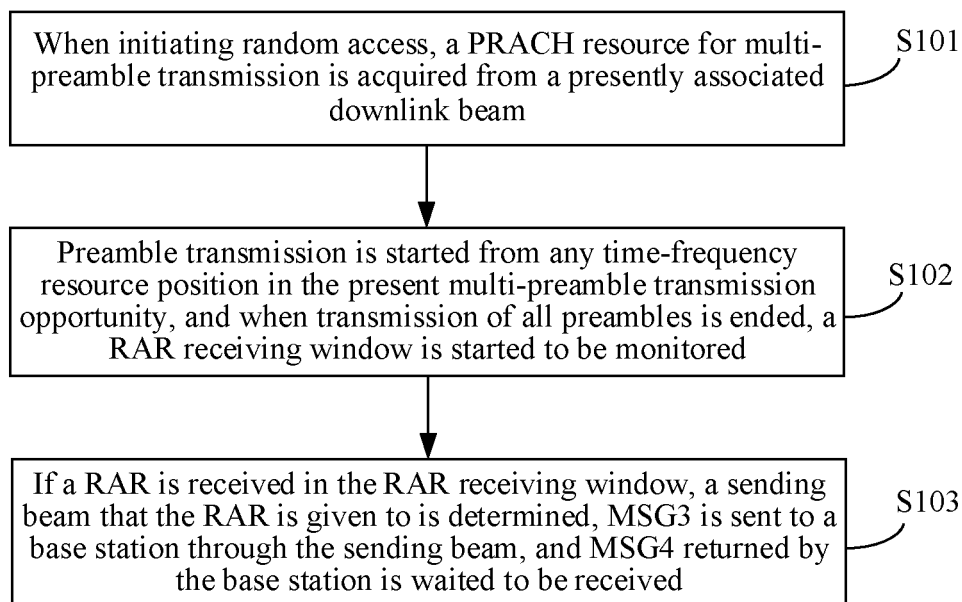 When initiating random access, a PRACH resource for multi-
preamble transmission is acquired from a presently associated
downlink beam
S101
Preamble transmission is started from any time-frequency
resource position in the present multi-preamble transmission
opportunity, and when transmission of all preambles is ended, a
RAR receiving window is started to be monitored
S102
If a RAR is received in the RAR receiving window, a sending
beam that the RAR is given to is determined, MSG3 is sent to a
base station through the sending beam, and MSG4 returned by
the base station is waited to be received
S103